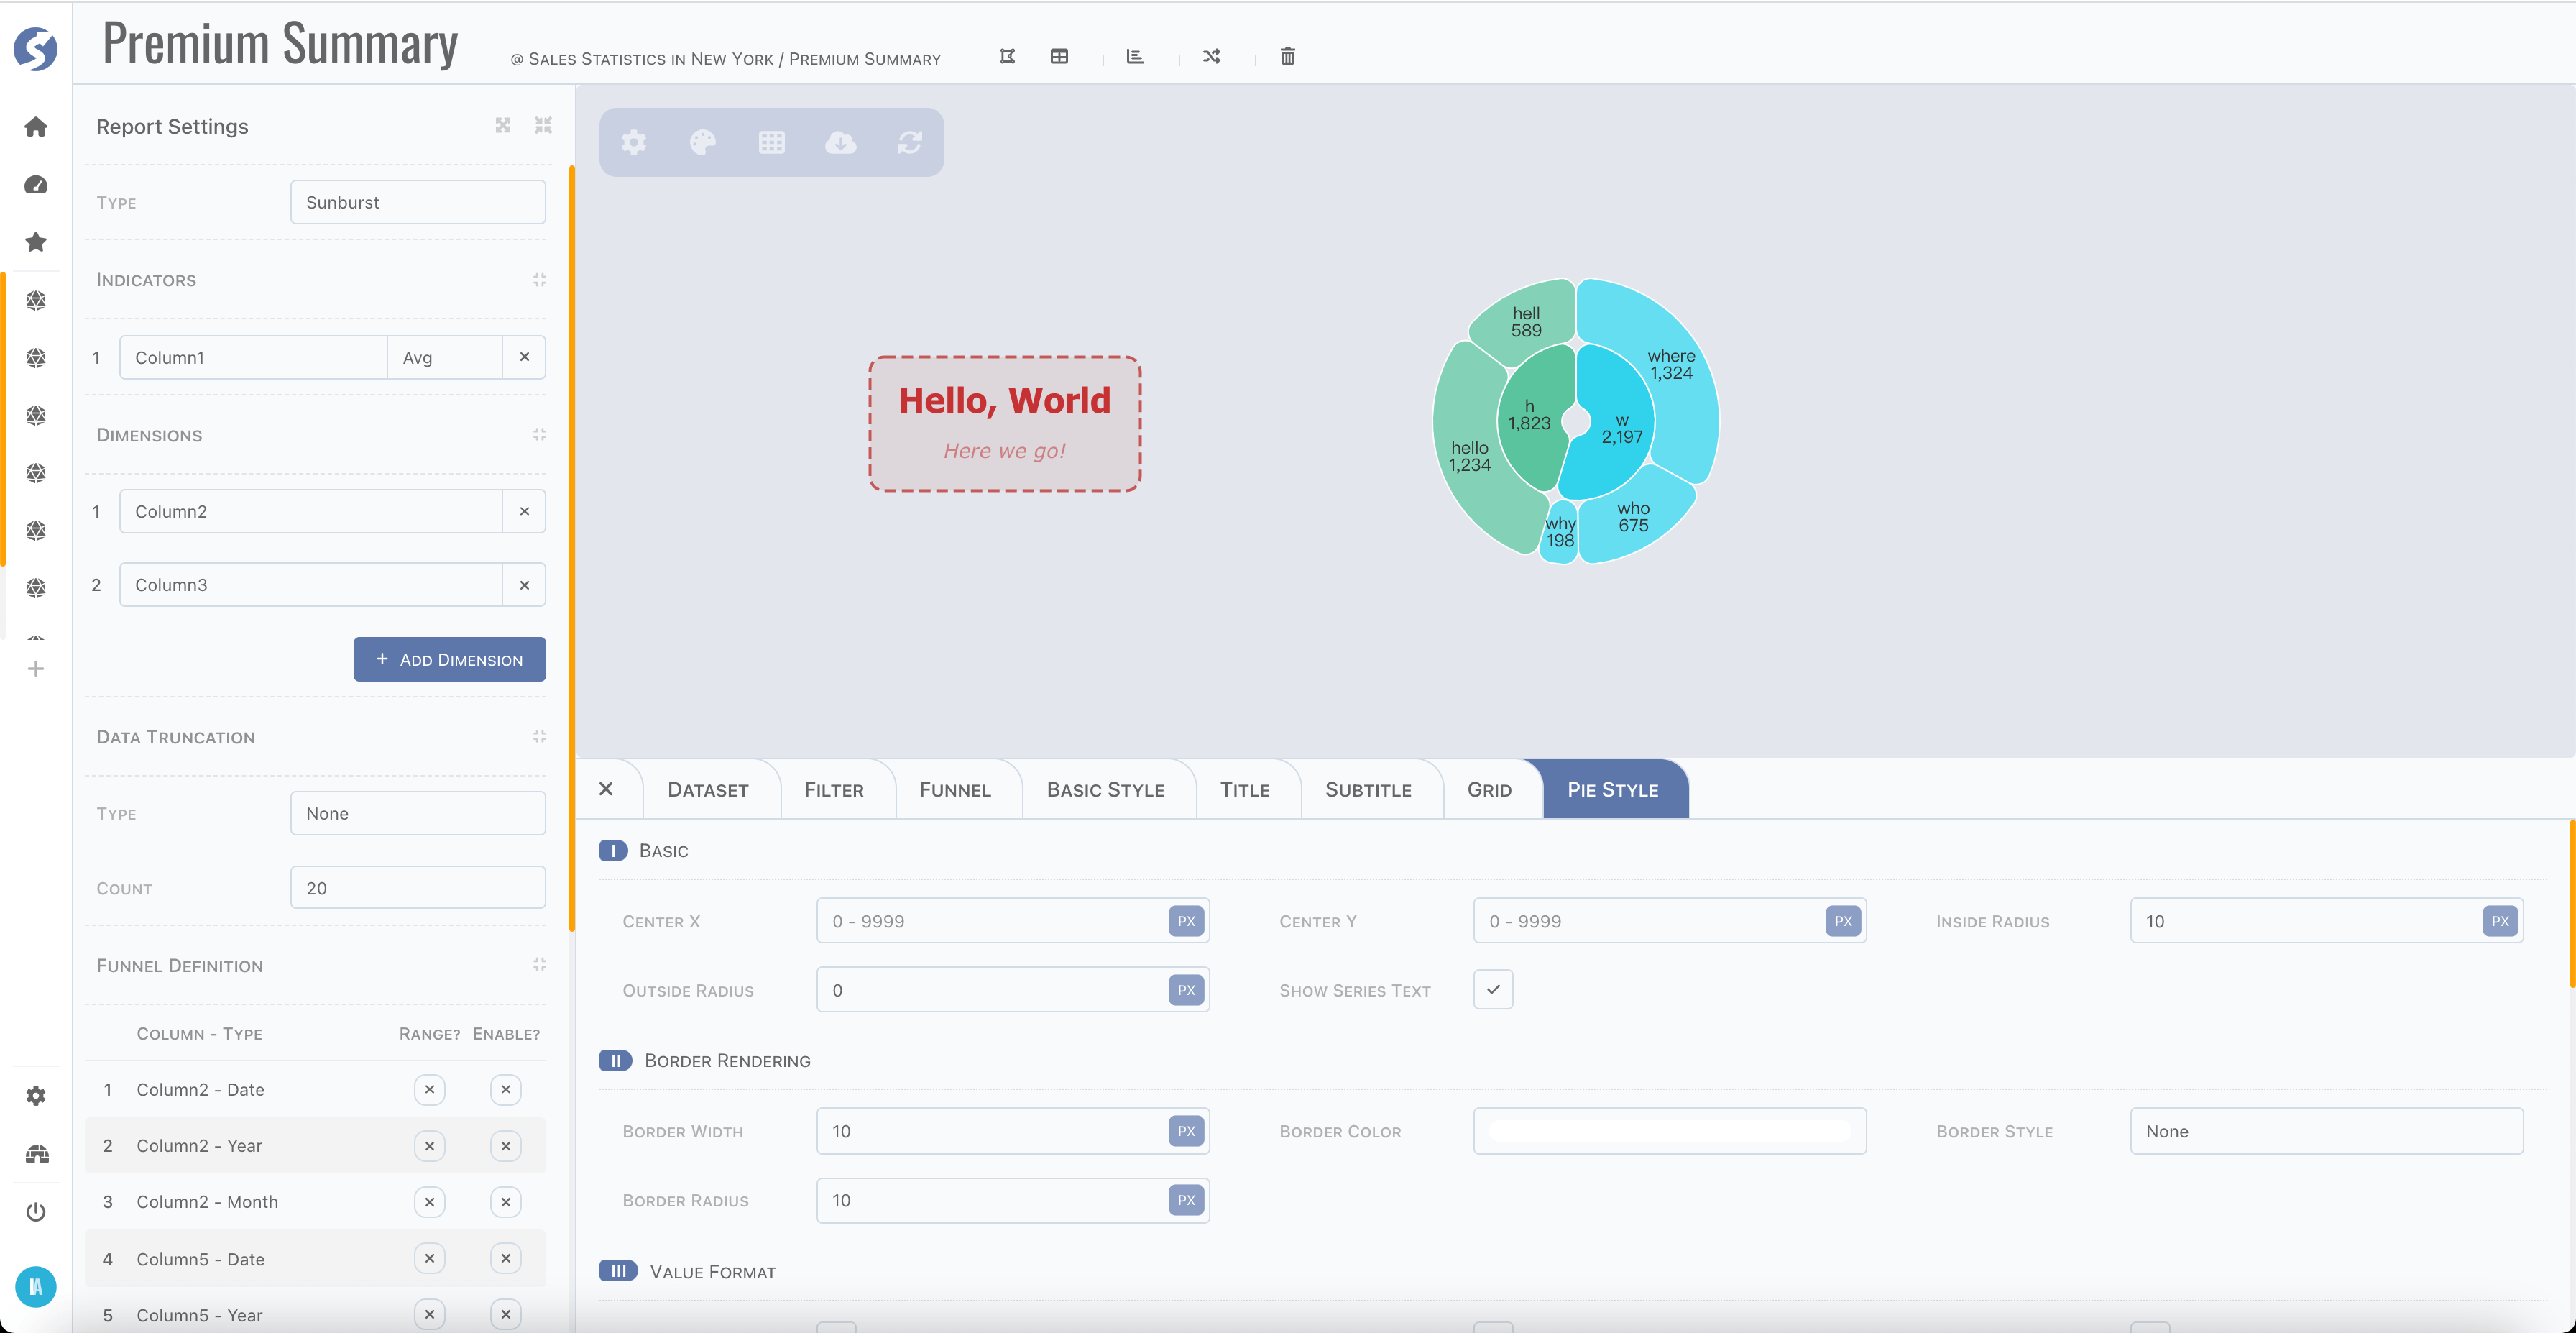 Premium Summary
@ Sales Statistics in New York / Premium Summary
Report Settings
Type
Sunburst
Indicators
1
Column1
Avg
Dimensions
1
Column2
2
Column3
+ Add Dimension
Data Truncation
Type
None
Count
20
Funnel Definition
Column - Type
Range?
Enable?
1
Column2 - Date
2
Column2 - Year
3
Column2 - Month
4
Column5 - Date
5
Column5 - Year
IA
Hello, World
Here we go!
hell
589
where
1,324
h
1,823
w
2,197
hello
1,234
who
675
why
198
Dataset
Filter
Funnel
Basic Style
Title
Subtitle
Grid
Pie Style
I
Basic
Center X
0 - 9999
PX
Center Y
0 - 9999
PX
Inside Radius
10
PX
Outside Radius
0
PX
Show Series Text
II
Border Rendering
Border Width
10
PX
Border Color
Border Style
None
Border Radius
10
PX
III
Value Format